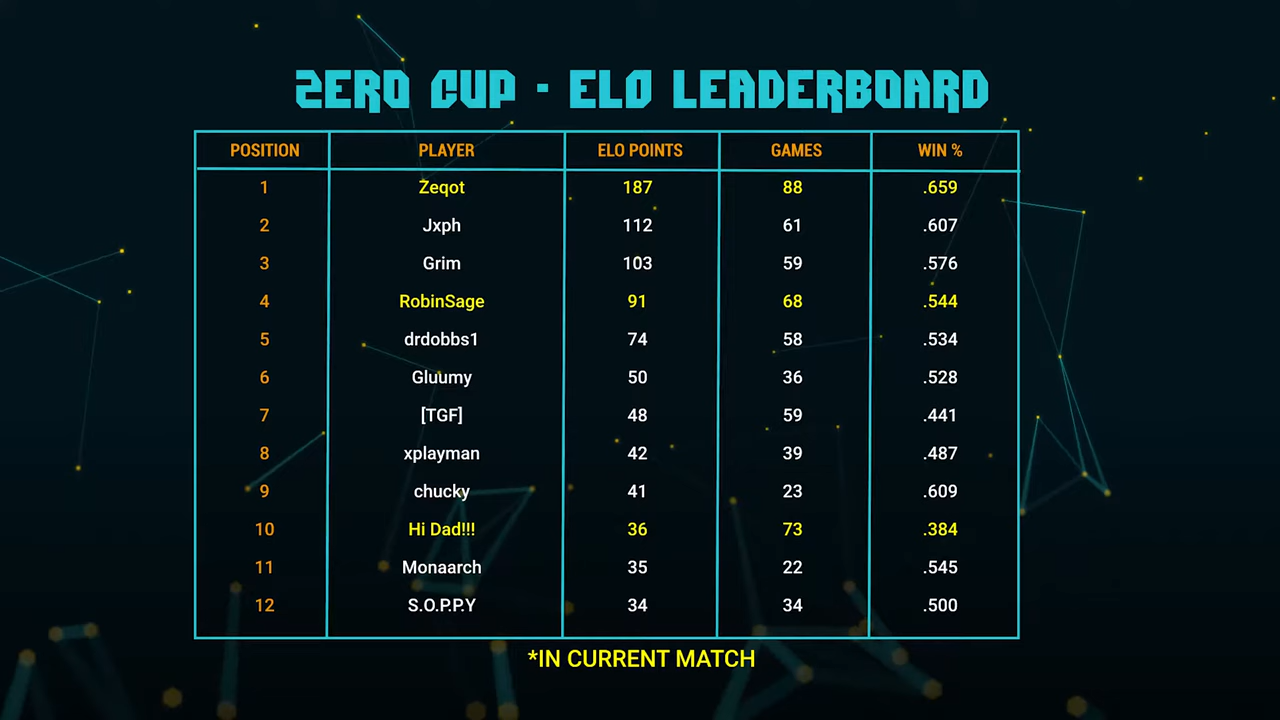 ZERO CUP - ELO LEADERBOARD
POSITION PLAYER ELO POINTS GAMES WIN %
1 Zeqot 187 88 .659
2 Jxph 112 61 .607
3 Grim 103 59 .576
4 RobinSage 91 68 .544
5 drdobbs1 74 58 .534
6 Gluumy 50 36 .528
7 [TGF] 48 59 .441
8 xplayman 42 39 .487
9 chucky 41 23 .609
10 Hi Dad!!! 36 73 .384
11 Monaarch 35 22 .545
12 S.O.P.P.Y 34 34 .500
*IN CURRENT MATCH